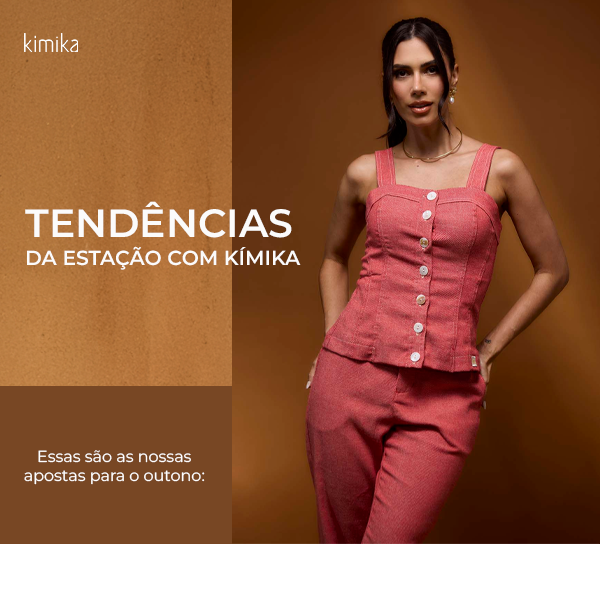 kimika
TENDÊNCIAS
DA ESTAÇÃO COM KÍMIKA
Essas são as nossas
apostas para o outono: